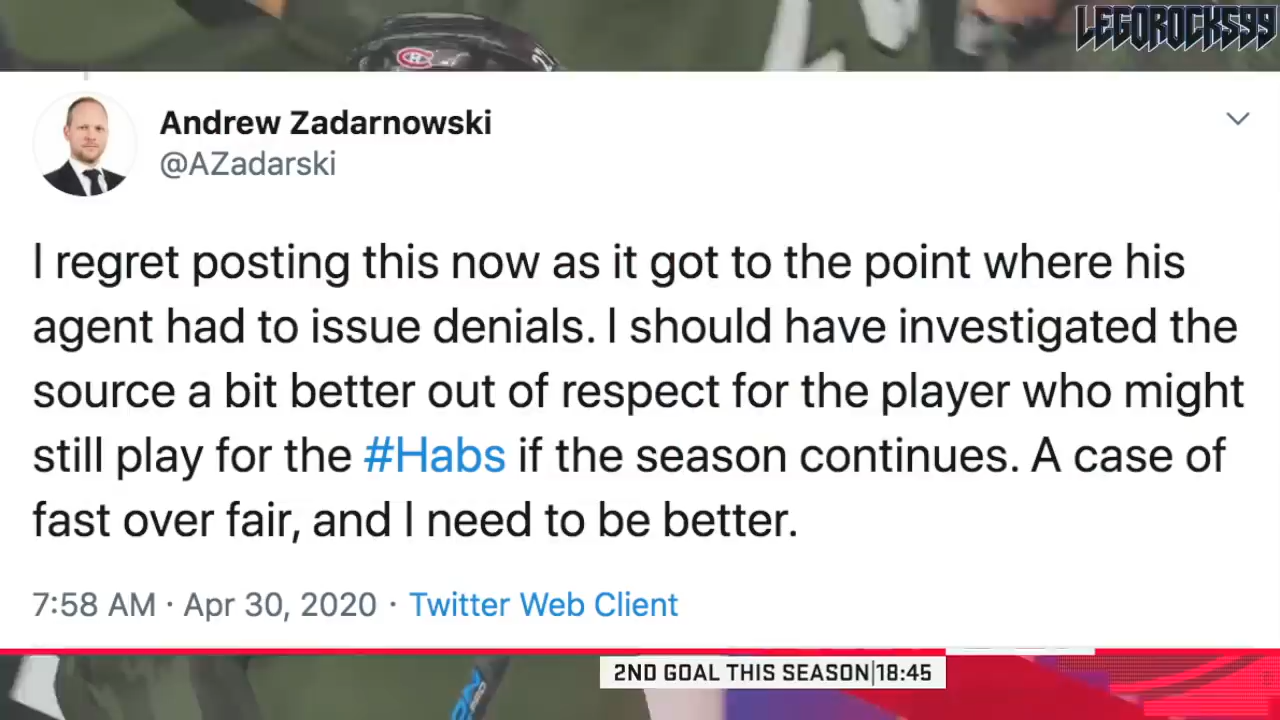 LEGOROCKS99
Andrew Zadarnowski
@AZadarski
I regret posting this now as it got to the point where his
agent had to issue denials. I should have investigated the
source a bit better out of respect for the player who might
still play for the #Habs if the season continues. A case of
fast over fair, and I need to be better.
7:58 AM · Apr 30, 2020 · Twitter Web Client
2ND GOAL THIS SEASON|18:45